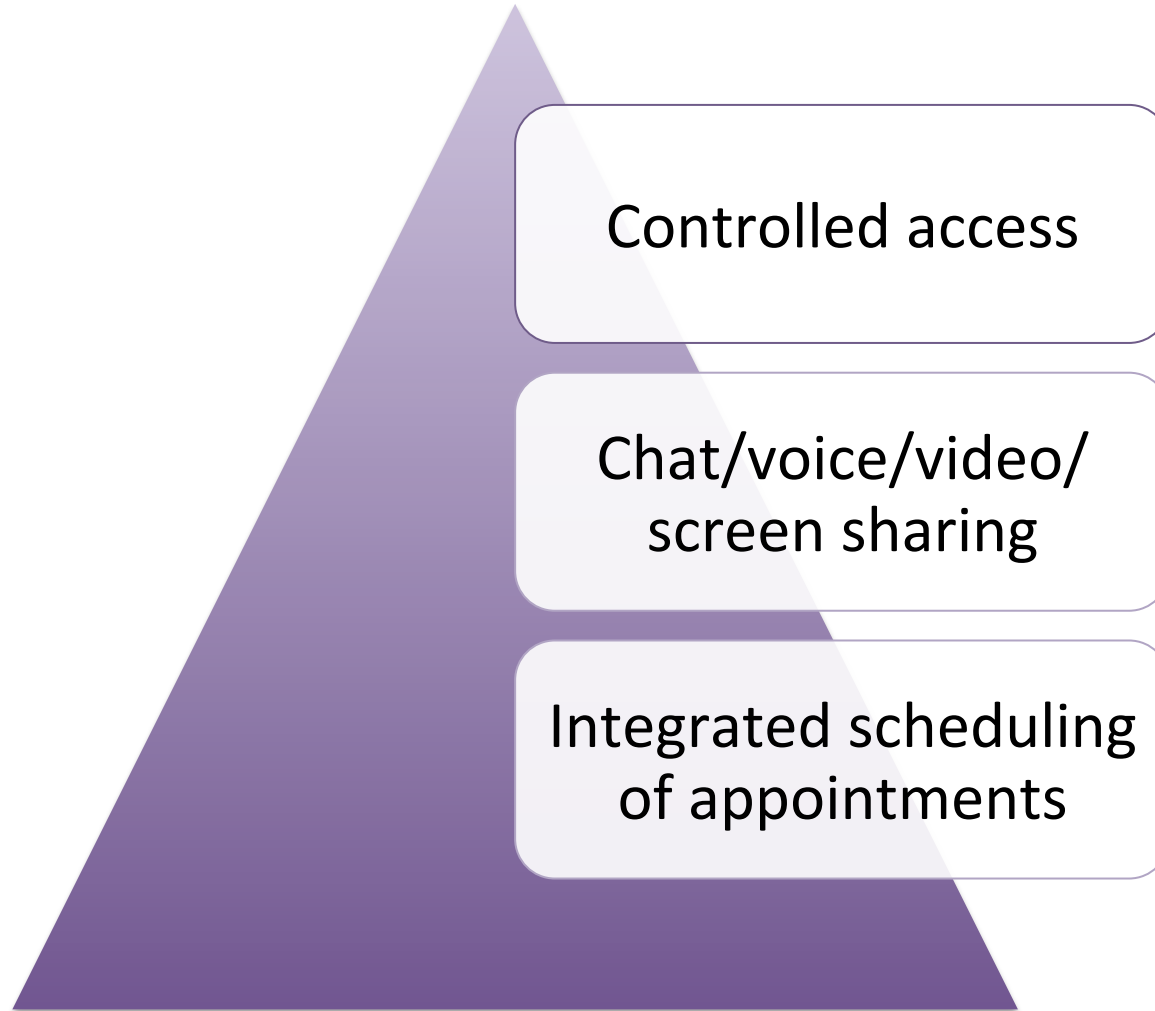 Controlled access
Chat/voice/video/
screen sharing
Integrated scheduling
of appointments